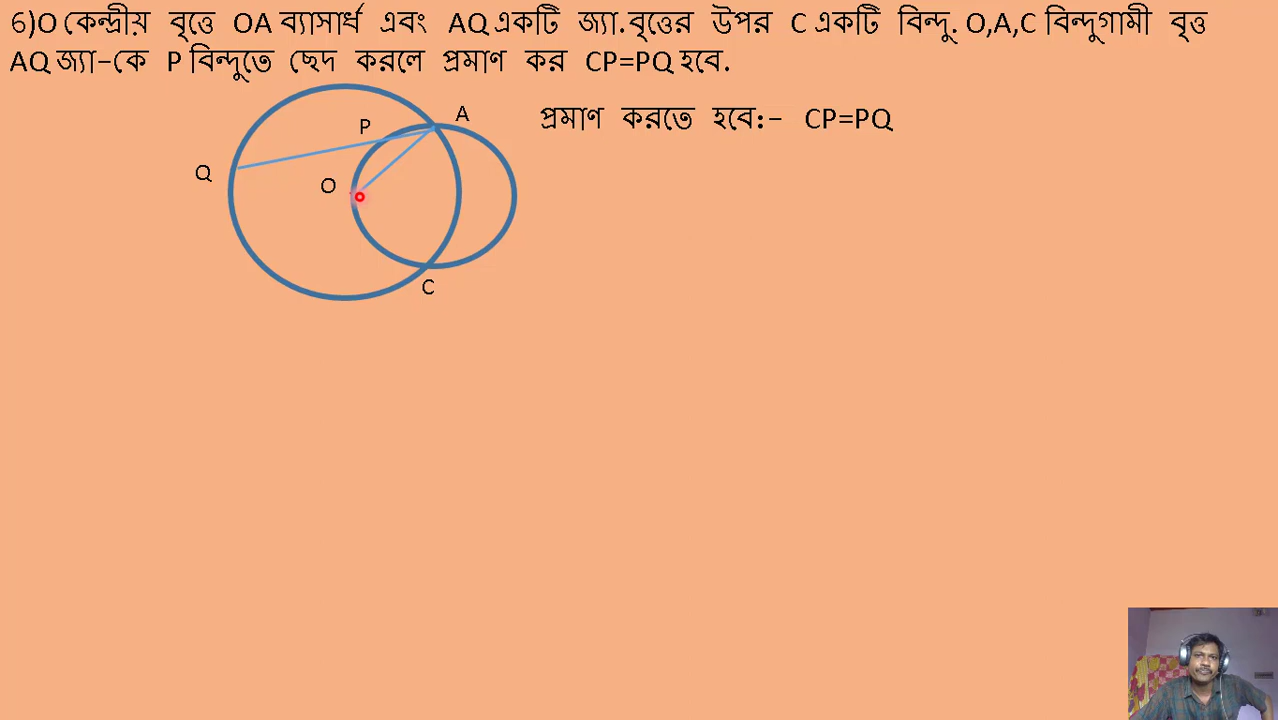 6)O কেন্দ্রীয় বৃত্তে OA ব্যাসার্ধ এবং AQ একটি জ্যা.বৃত্তের উপর C একটি বিন্দু. O,A,C বিন্দুগামী বৃত্ত
AQ জ্যা-কে P বিন্দুতে ছেদ করলে প্রমাণ কর CP=PQ হবে.
A
প্রমাণ করতে হবে:- CP=PQ
P
Q
O
C